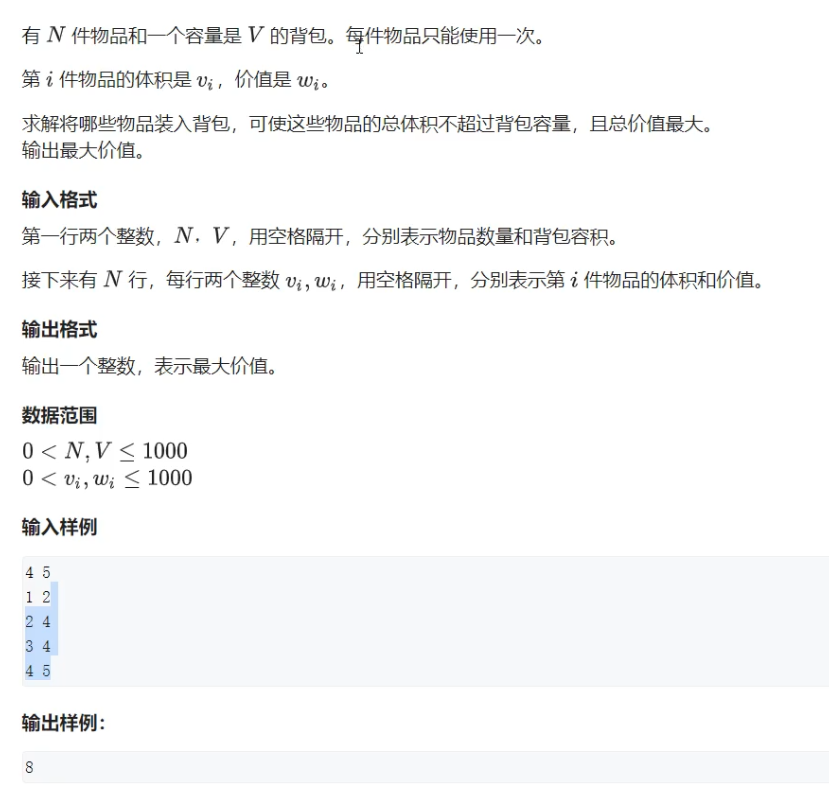 有 N 件物品和一个容量是 V 的背包。每件物品只能使用一次。
第 i 件物品的体积是 vᵢ，价值是 wᵢ。
求解将哪些物品装入背包，可使这些物品的总体积不超过背包容量，且总价值最大。
输出最大价值。
输入格式
第一行两个整数，N，V，用空格隔开，分别表示物品数量和背包容积。
接下来有 N 行，每行两个整数 vᵢ, wᵢ，用空格隔开，分别表示第 i 件物品的体积和价值。
输出格式
输出一个整数，表示最大价值。
数据范围
0 < N, V ≤ 1000
0 < vᵢ, wᵢ ≤ 1000
输入样例
4 5
1 2
2 4
3 4
4 5
输出样例：
8